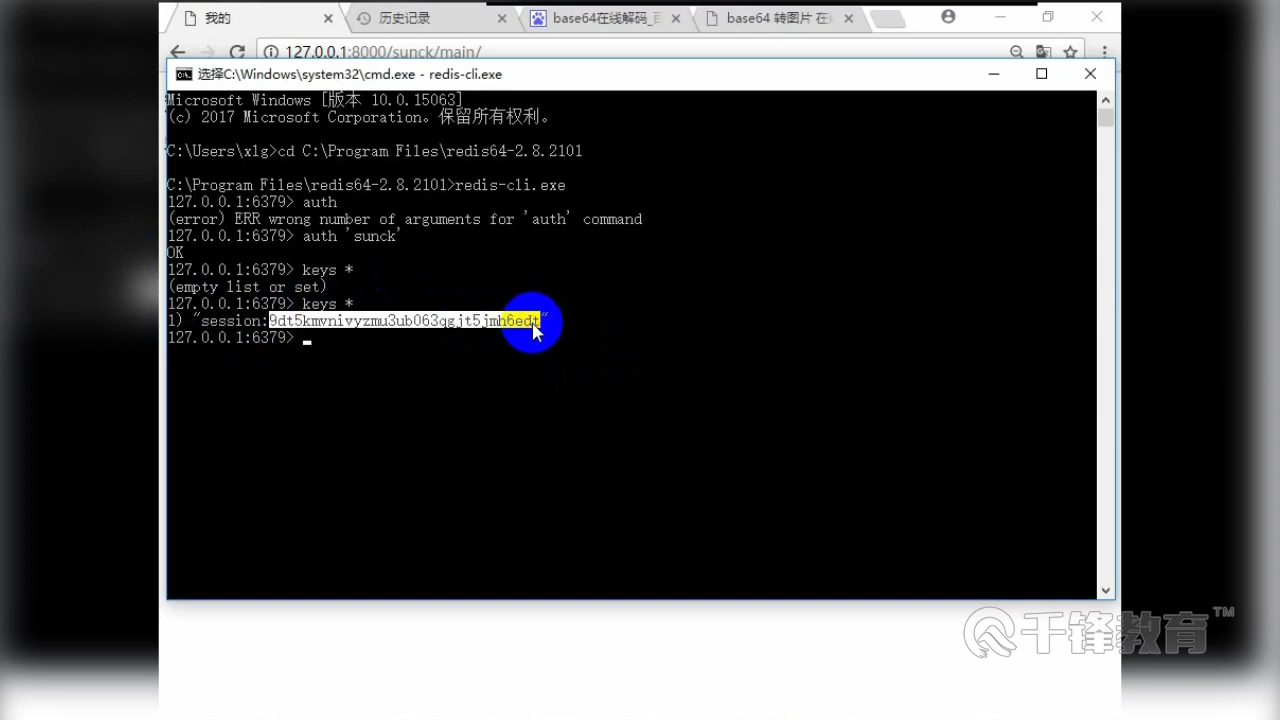 我的
历史记录
base64在线解码_百
base64 转图片 在
127.0.0.1:8000/sunck/main/
选择C:\Windows\system32\cmd.exe - redis-cli.exe
Microsoft Windows [版本 10.0.15063]
(c) 2017 Microsoft Corporation。保留所有权利。
C:\Users\xlg>cd C:\Program Files\redis64-2.8.2101
C:\Program Files\redis64-2.8.2101>redis-cli.exe
127.0.0.1:6379> auth
(error) ERR wrong number of arguments for 'auth' command
127.0.0.1:6379> auth 'sunck'
OK
127.0.0.1:6379> keys *
(empty list or set)
127.0.0.1:6379> keys *
1) "session:9dt5kmvnivyzmu3ub063qgjt5jmh6edt"
127.0.0.1:6379>
千锋教育™